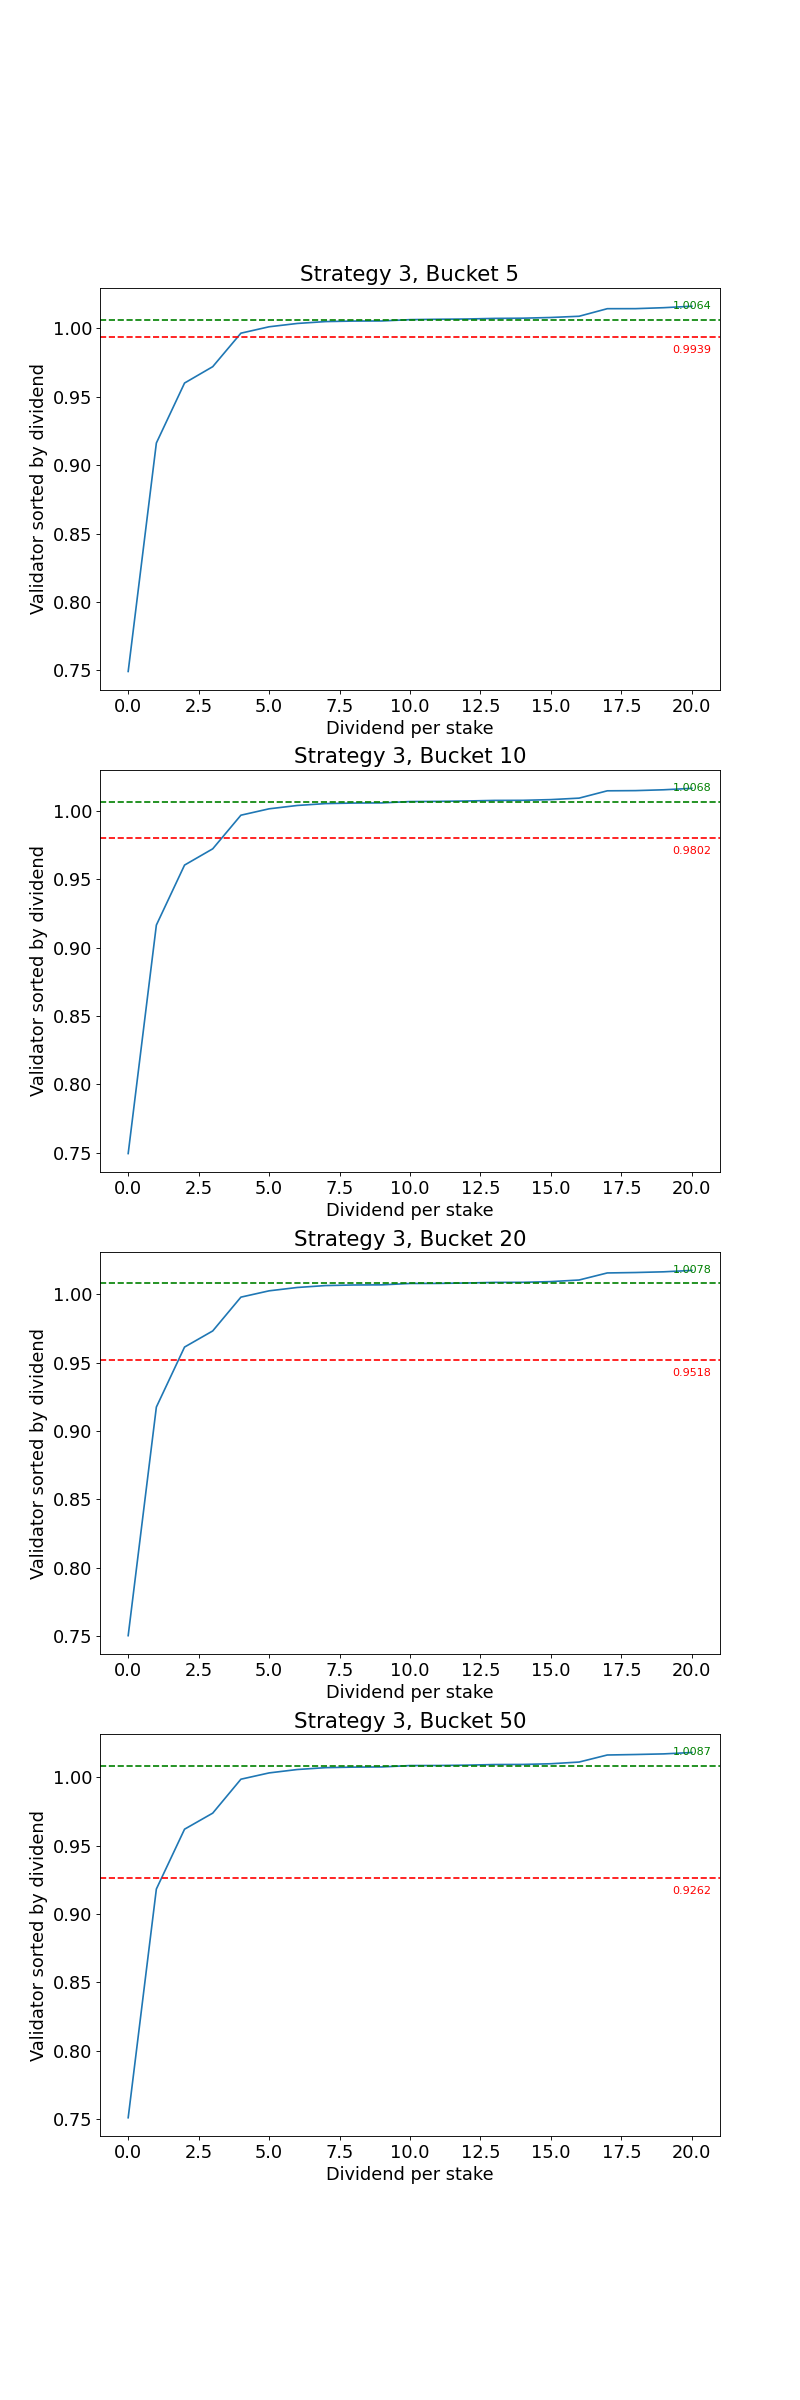 Strategy 3, Bucket 5
1.0064
1.00
0.9939
0.95
0.90
0.85
0.80
0.75
Validator sorted by dividend
0.0 2.5 5.0 7.5 10.0 12.5 15.0 17.5 20.0
Dividend per stake
Strategy 3, Bucket 10
1.0068
1.00
0.9802
0.95
0.90
0.85
0.80
0.75
Validator sorted by dividend
0.0 2.5 5.0 7.5 10.0 12.5 15.0 17.5 20.0
Dividend per stake
Strategy 3, Bucket 20
1.0078
1.00
0.95
0.9518
0.90
0.85
0.80
0.75
Validator sorted by dividend
0.0 2.5 5.0 7.5 10.0 12.5 15.0 17.5 20.0
Dividend per stake
Strategy 3, Bucket 50
1.0087
1.00
0.95
0.9262
0.90
0.85
0.80
0.75
Validator sorted by dividend
0.0 2.5 5.0 7.5 10.0 12.5 15.0 17.5 20.0
Dividend per stake